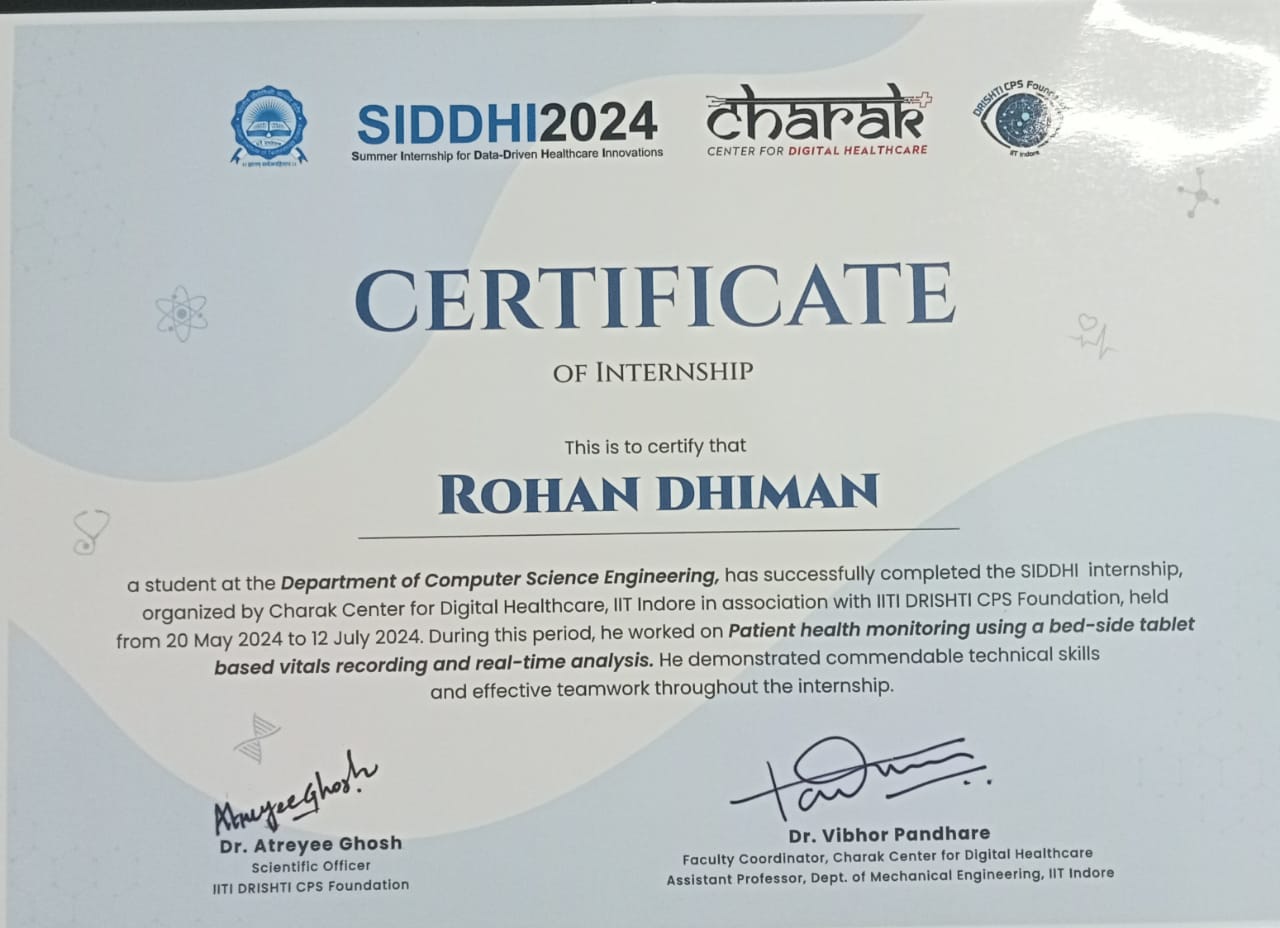 SIDDHI2024
Summer Internship for Data-Driven Healthcare Innovations
charak
CENTER FOR DIGITAL HEALTHCARE
DRISHTI CPS
IIT Indore
CERTIFICATE
OF INTERNSHIP
This is to certify that
ROHAN DHIMAN
a student at the Department of Computer Science Engineering, has successfully completed the SIDDHI internship,
organized by Charak Center for Digital Healthcare, IIT Indore in association with IITI DRISHTI CPS Foundation, held
from 20 May 2024 to 12 July 2024. During this period, he worked on Patient health monitoring using a bed-side tablet
based vitals recording and real-time analysis. He demonstrated commendable technical skills
and effective teamwork throughout the internship.
Atreyee Ghosh
Dr. Atreyee Ghosh
Scientific Officer
IITI DRISHTI CPS Foundation
Dr. Vibhor Pandhare
Faculty Coordinator, Charak Center for Digital Healthcare
Assistant Professor, Dept. of Mechanical Engineering, IIT Indore